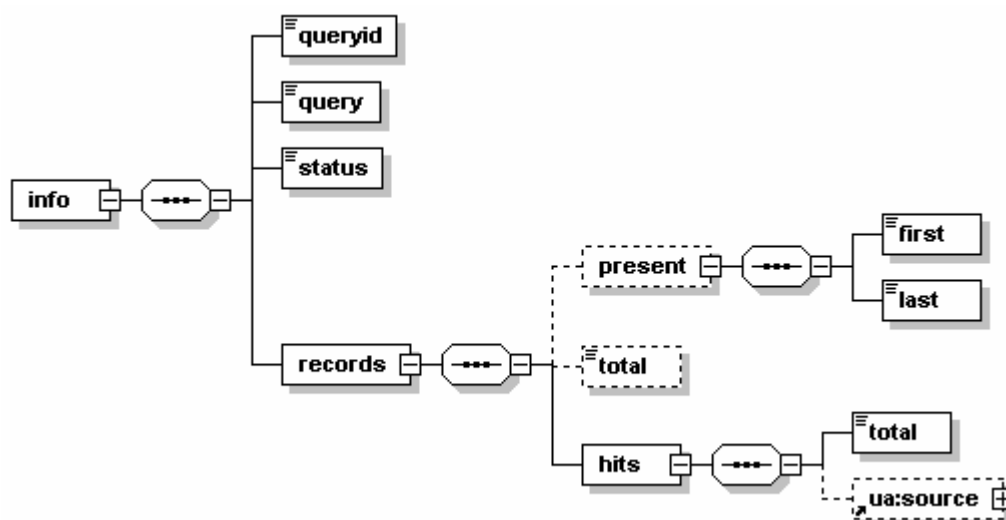 queryid
query
status
info
first
present
last
records
total
total
hits
ua:source